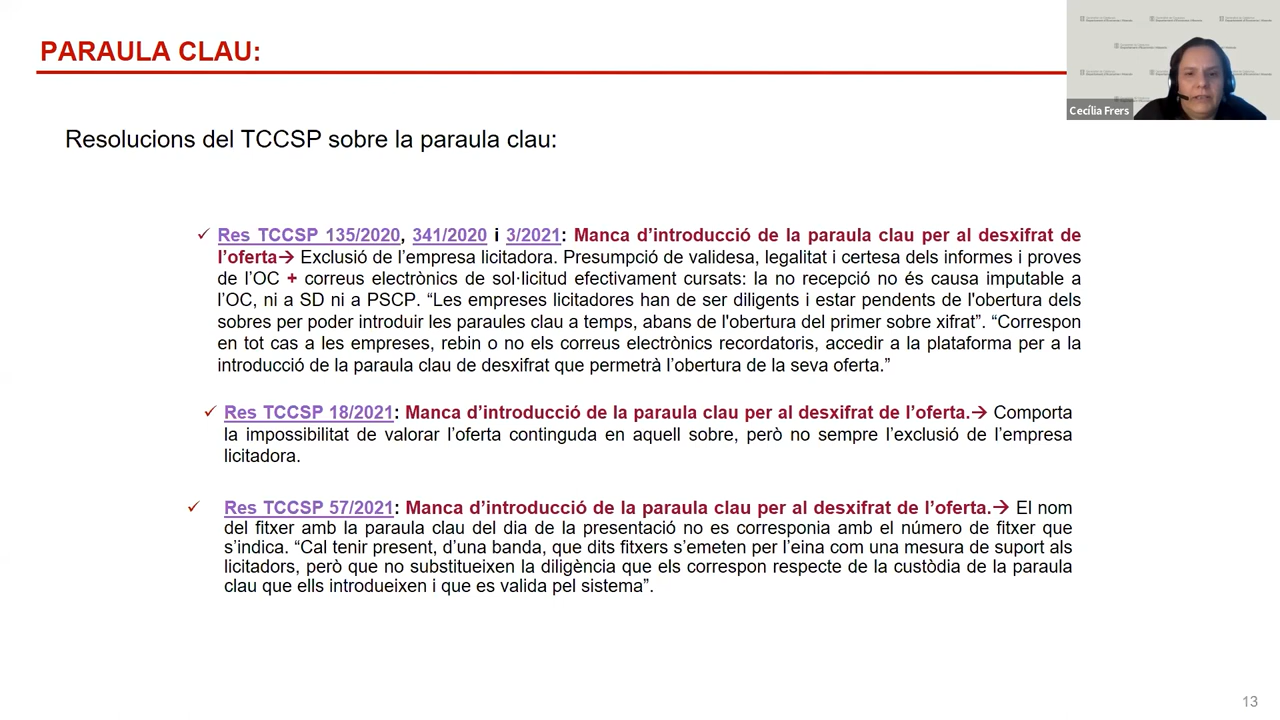 PARAULA CLAU:
Cecília Frers
Resolucions del TCCSP sobre la paraula clau:
✓ Res TCCSP 135/2020, 341/2020 i 3/2021: Manca d’introducció de la paraula clau per al desxifrat de
l’oferta→ Exclusió de l’empresa licitadora. Presumpció de validesa, legalitat i certesa dels informes i proves
de l’OC + correus electrònics de sol·licitud efectivament cursats: la no recepció no és causa imputable a
l’OC, ni a SD ni a PSCP. “Les empreses licitadores han de ser diligents i estar pendents de l'obertura dels
sobres per poder introduir les paraules clau a temps, abans de l'obertura del primer sobre xifrat”. “Correspon
en tot cas a les empreses, rebin o no els correus electrònics recordatoris, accedir a la plataforma per a la
introducció de la paraula clau de desxifrat que permetrà l’obertura de la seva oferta.”
✓ Res TCCSP 18/2021: Manca d’introducció de la paraula clau per al desxifrat de l’oferta.→ Comporta
la impossibilitat de valorar l’oferta continguda en aquell sobre, però no sempre l’exclusió de l’empresa
licitadora.
✓ Res TCCSP 57/2021: Manca d’introducció de la paraula clau per al desxifrat de l’oferta.→ El nom
del fitxer amb la paraula clau del dia de la presentació no es corresponia amb el número de fitxer que
s’indica. “Cal tenir present, d’una banda, que dits fitxers s’emeten per l’eina com una mesura de suport als
licitadors, però que no substitueixen la diligència que els correspon respecte de la custòdia de la paraula
clau que ells introdueixen i que es valida pel sistema”.
13